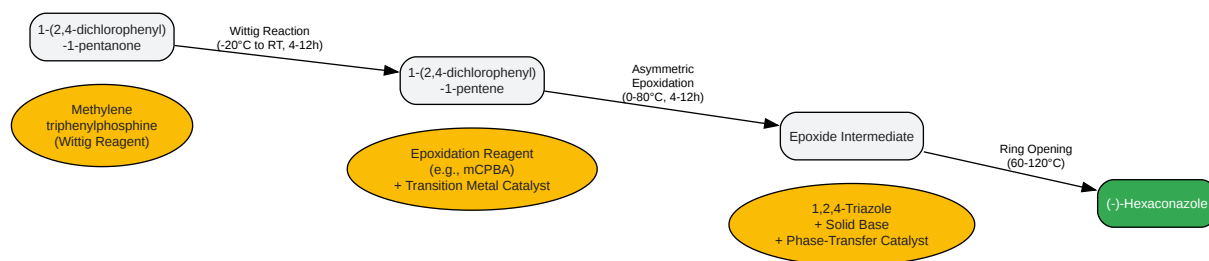 1-(2,4-dichlorophenyl)
-1-pentanone
Wittig Reaction
(-20°C to RT, 4-12h)
Methylene
triphenylphosphine
(Wittig Reagent)
1-(2,4-dichlorophenyl)
-1-pentene
Asymmetric
Epoxidation
(0-80°C, 4-12h)
Epoxidation Reagent
(e.g., mCPBA)
+ Transition Metal Catalyst
Epoxide Intermediate
Ring Opening
(60-120°C)
1,2,4-Triazole
+ Solid Base
+ Phase-Transfer Catalyst
(-)-Hexaconazole